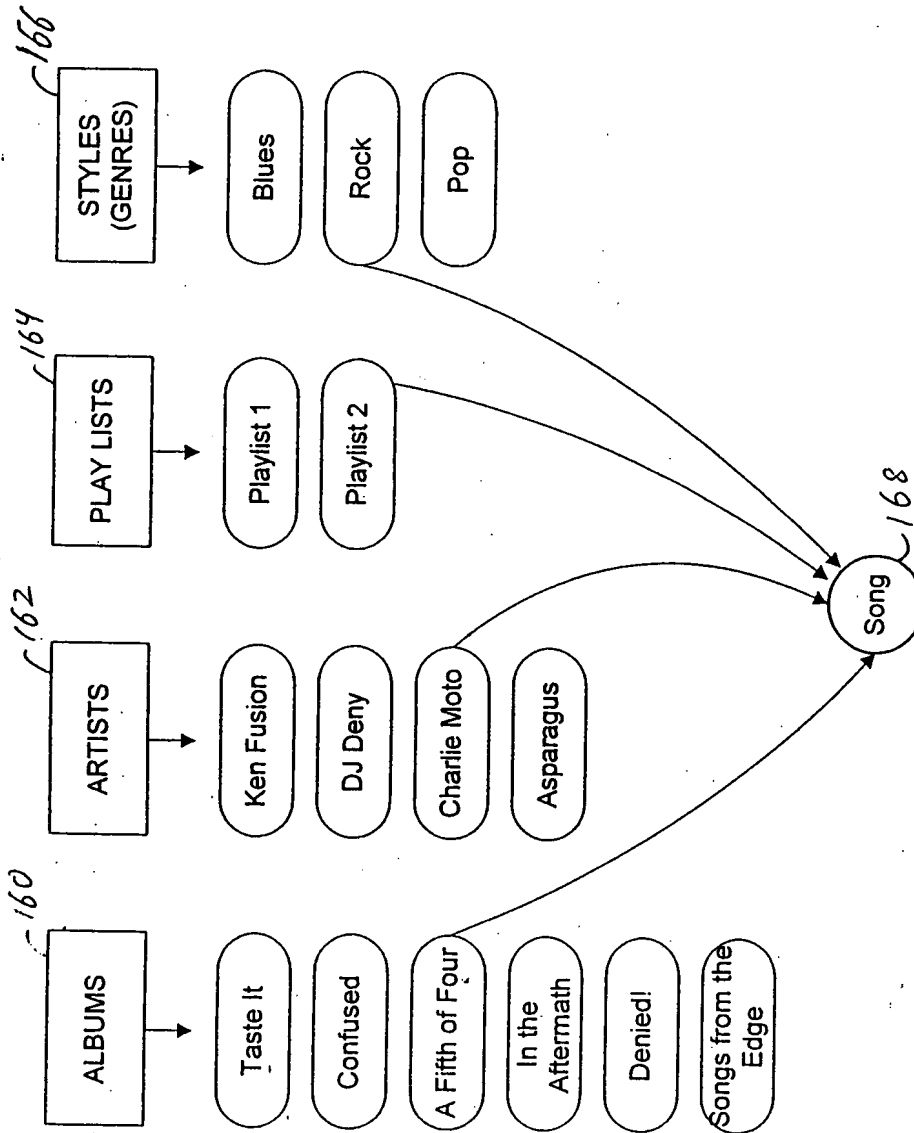 160
ALBUMS
Taste It
Confused
A Fifth of Four
In the
Aftermath
Denied!
Songs from the
Edge
162
ARTISTS
Ken Fusion
DJ Deny
Charlie Moto
Asparagus
164
PLAY LISTS
Playlist 1
Playlist 2
166
STYLES
(GENRES)
Blues
Rock
Pop
Song
168